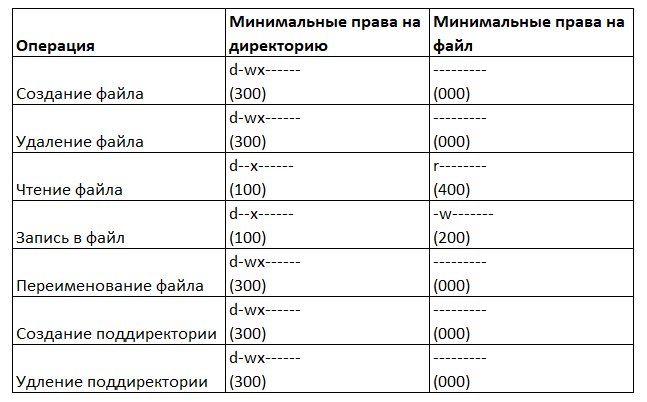 Операция Минимальные права на директорию Минимальные права на файл
Создание файла d-wx------ (300) --------- (000)
Удаление файла d-wx------ (300) --------- (000)
Чтение файла d--x------ (100) r-------- (400)
Запись в файл d--x------ (100) -w------- (200)
Переименование файла d-wx------ (300) --------- (000)
Создание поддиректории d-wx------ (300) --------- (000)
Удление поддиректории d-wx------ (300) --------- (000)